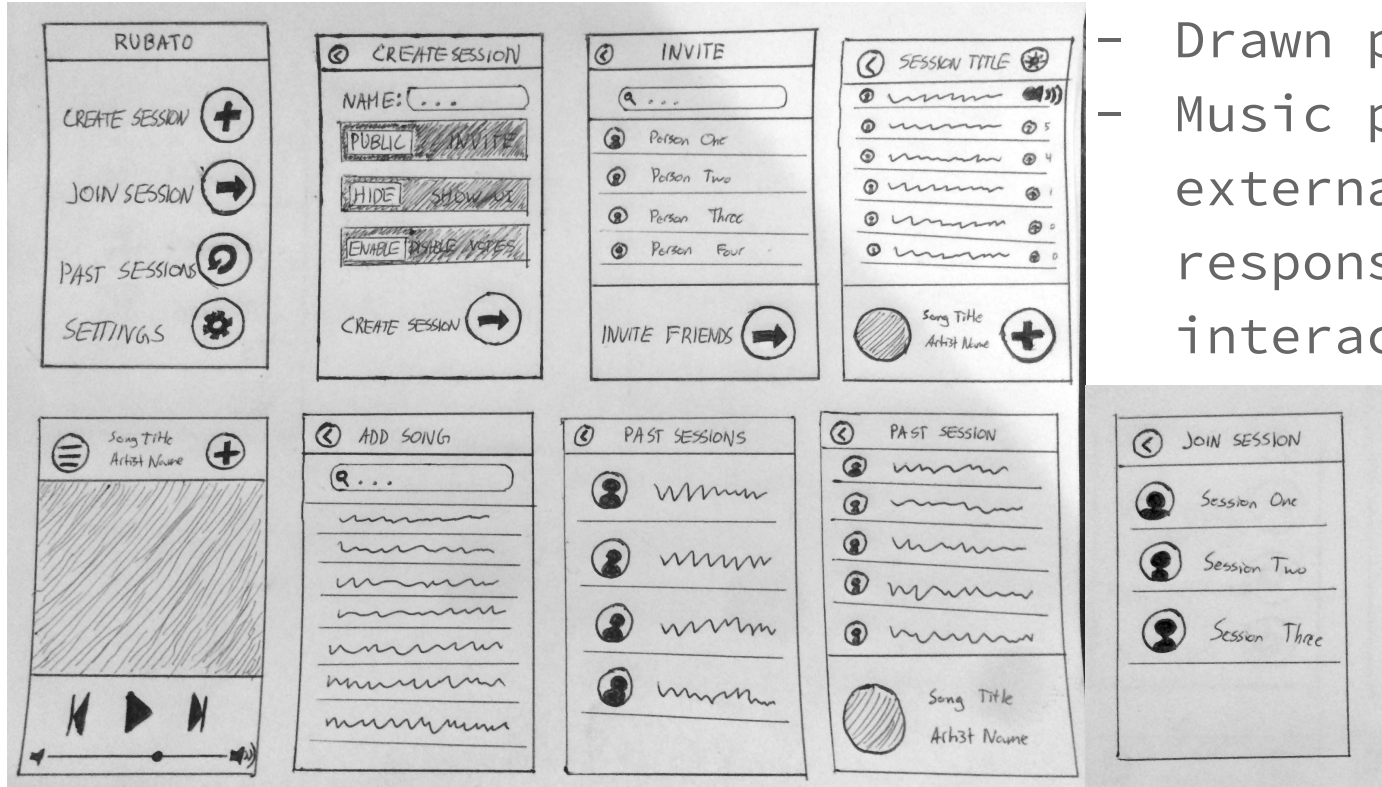 RUBATO
CREATE SESSION
JOIN SESSION
PAST SESSIONS
SETTINGS
CREATE SESSION
NAME: ...
PUBLIC INVITE
HIDE SHOW UI
ENABLE DISABLE VOTES
CREATE SESSION
INVITE
...
Person One
Person Two
Person Three
Person Four
INVITE FRIENDS
SESSION TITLE
5
4
1
0
0
Song Title
Artist Name
- Drawn p
- Music p
externa
respons
interac
Song Title
Artist Name
ADD SONG
...
PAST SESSIONS
PAST SESSION
Song Title
Artist Name
JOIN SESSION
Session One
Session Two
Session Three